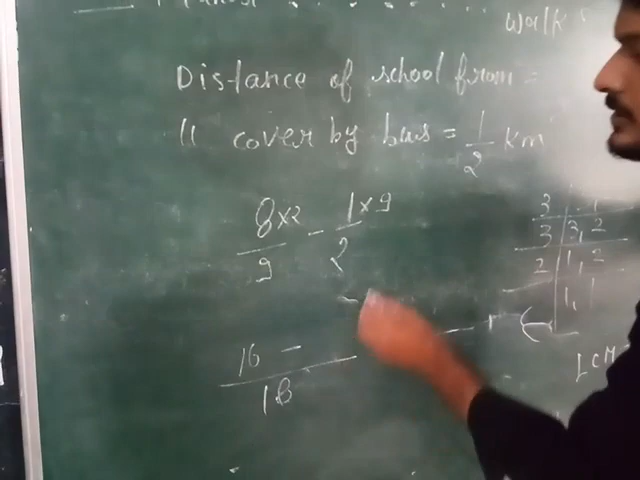 walk
Distance of school from =
" cover by bus = 1/2 km
8×2/9 - 1×9/2
16 -
18
3
3 | 3, 2
2 | 1, 2
1, 1
LCM